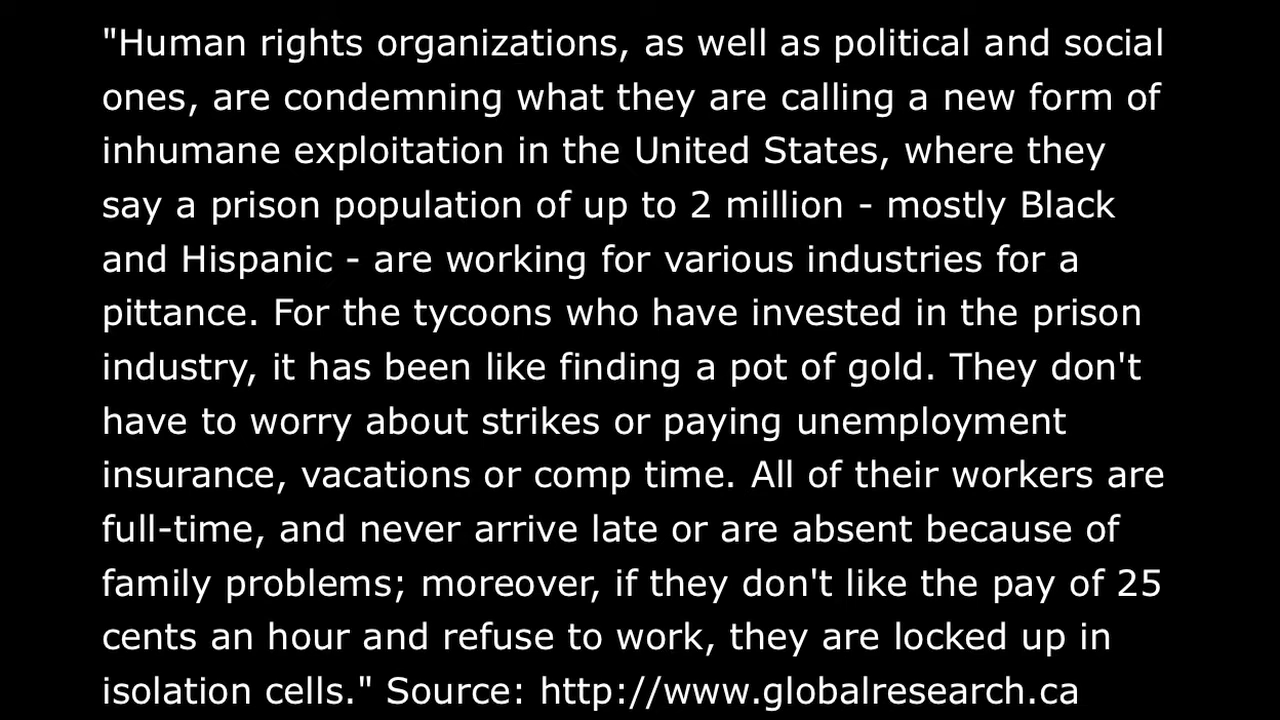 "Human rights organizations, as well as political and social
ones, are condemning what they are calling a new form of
inhumane exploitation in the United States, where they
say a prison population of up to 2 million - mostly Black
and Hispanic - are working for various industries for a
pittance. For the tycoons who have invested in the prison
industry, it has been like finding a pot of gold. They don't
have to worry about strikes or paying unemployment
insurance, vacations or comp time. All of their workers are
full-time, and never arrive late or are absent because of
family problems; moreover, if they don't like the pay of 25
cents an hour and refuse to work, they are locked up in
isolation cells." Source: http://www.globalresearch.ca